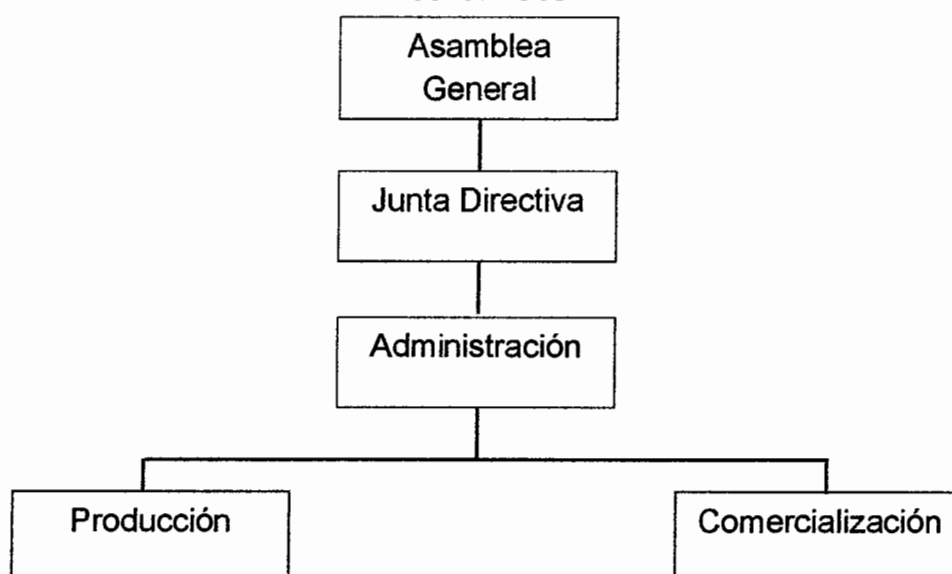 Asamblea
General
Junta Directiva
Administración
Producción
Comercialización